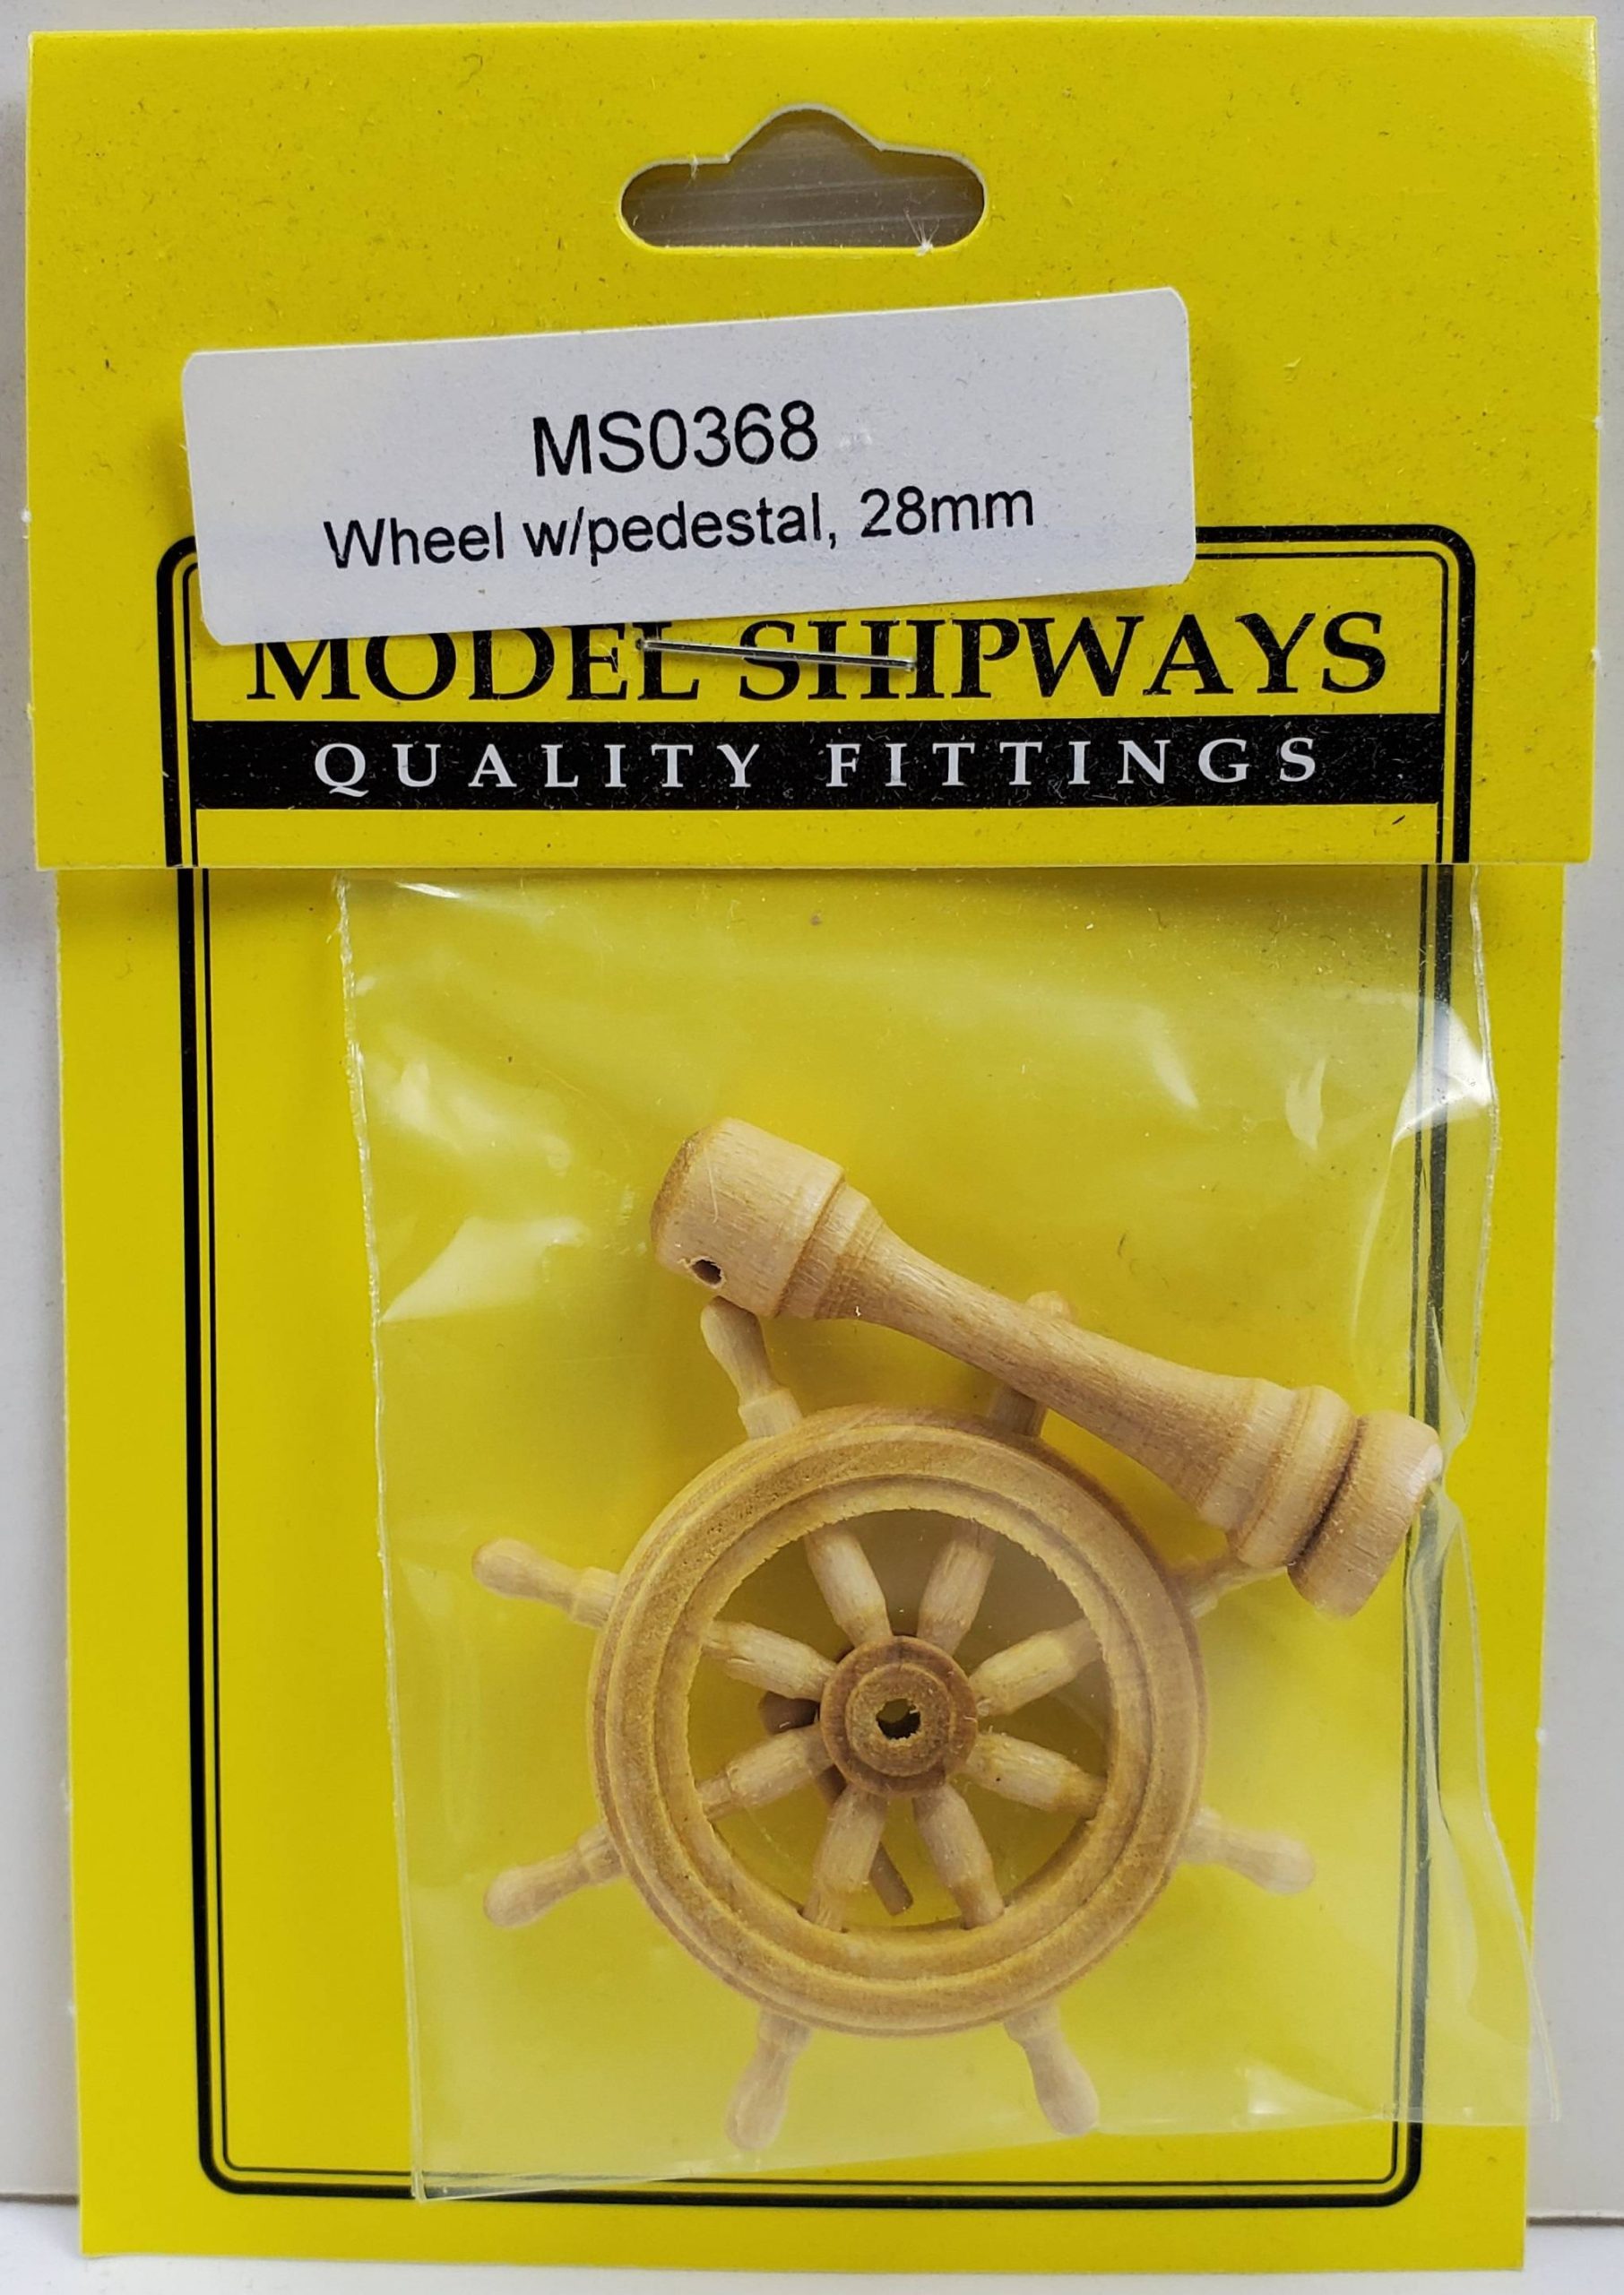 MS0368
Wheel w/pedestal, 28mm
MODEL SHIPWAYS
QUALITY FITTINGS